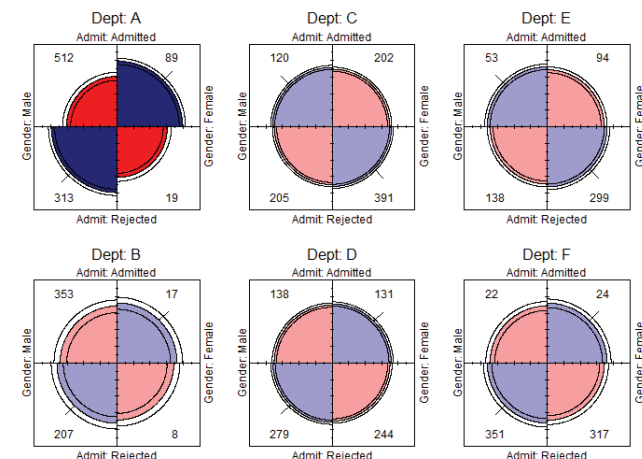 Dept: A
Admit: Admitted
512 89
Gender: Male
Gender: Female
313 19
Admit: Rejected
Dept: C
Admit: Admitted
120 202
Gender: Male
Gender: Female
205 391
Admit: Rejected
Dept: E
Admit: Admitted
53 94
Gender: Male
Gender: Female
138 299
Admit: Rejected
Dept: B
Admit: Admitted
353 17
Gender: Male
Gender: Female
207 8
Admit: Rejected
Dept: D
Admit: Admitted
138 131
Gender: Male
Gender: Female
279 244
Admit: Rejected
Dept: F
Admit: Admitted
22 24
Gender: Male
Gender: Female
351 317
Admit: Rejected